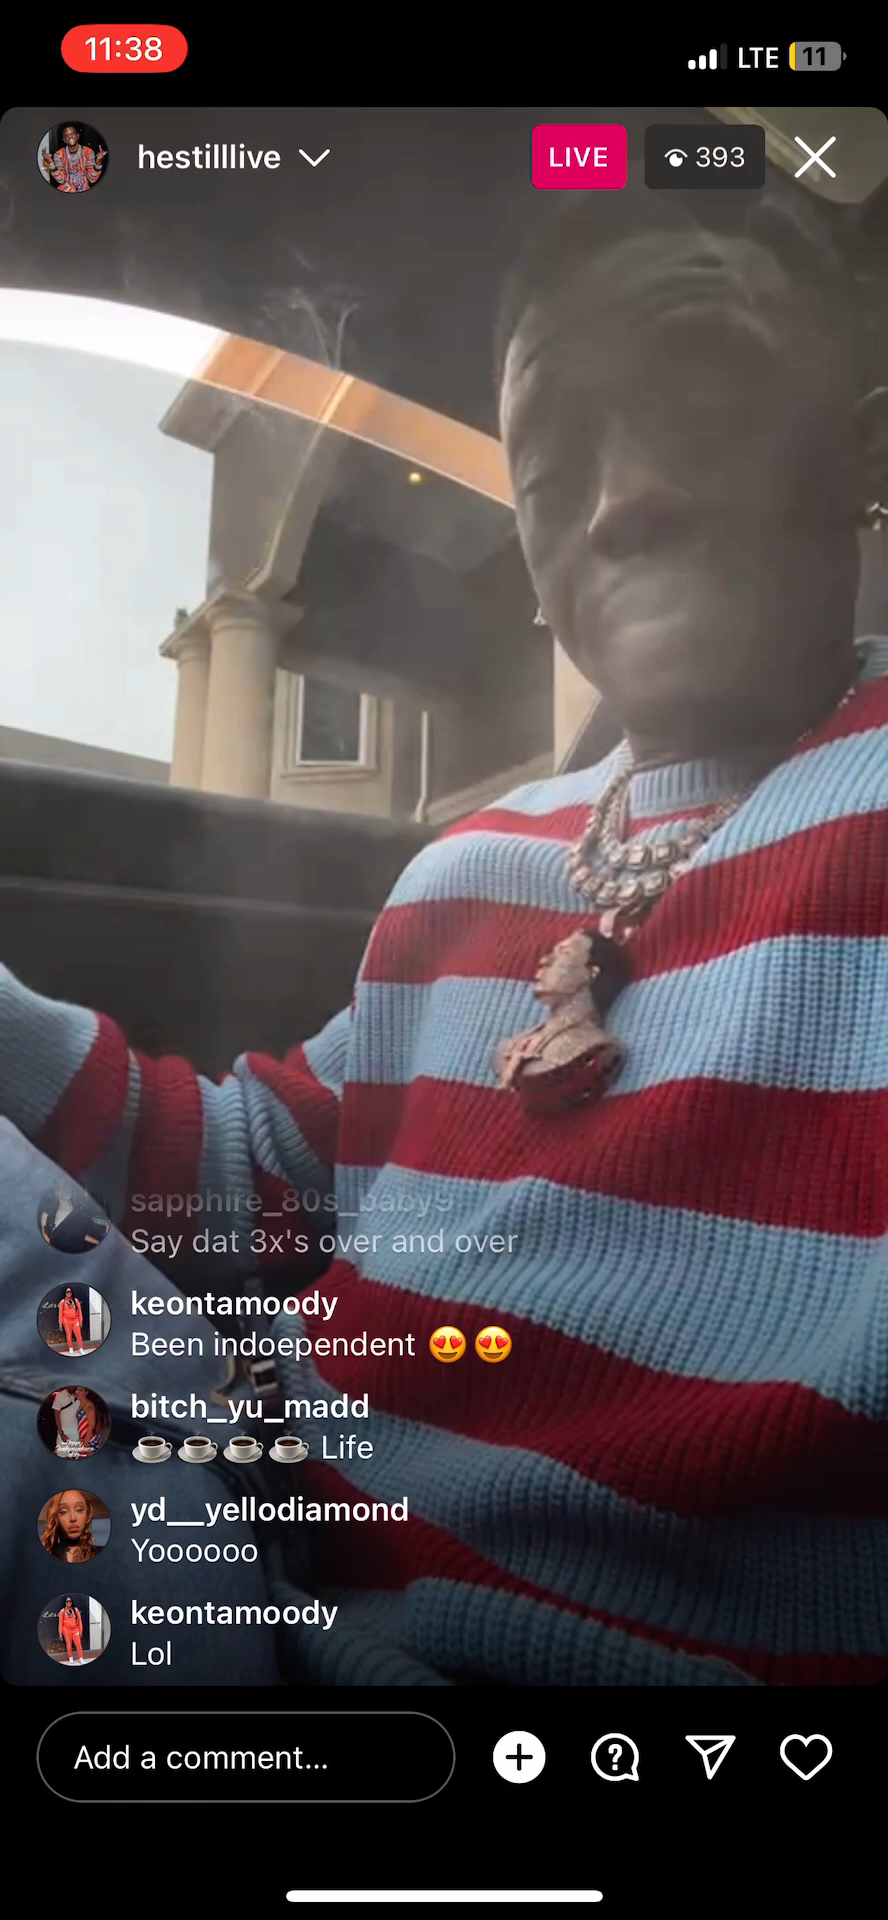 11:38
LTE 11
hestilllive
LIVE
393
sapphire_80s_baby9
Say dat 3x's over and over
keontamoody
Been indoependent 😍😍
bitch_yu_madd
☕☕☕☕ Life
yd__yellodiamond
Yoooooo
keontamoody
Lol
Add a comment...